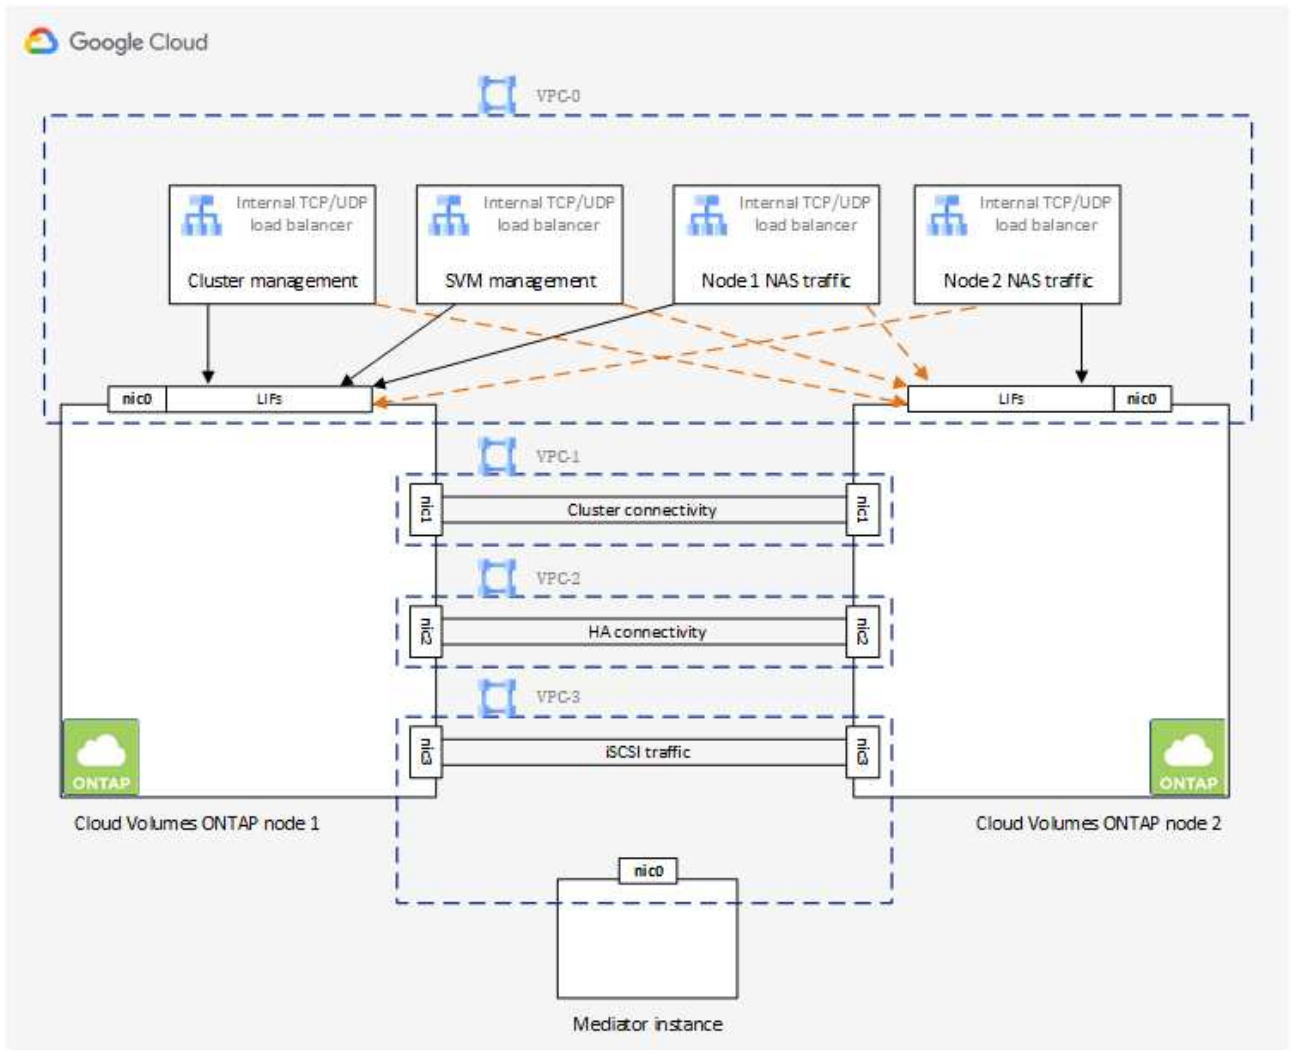 Google Cloud
VPC-0
Internal TCP/UDP
load balancer
Cluster management
Internal TCP/UDP
load balancer
SVM management
Internal TCP/UDP
load balancer
Node 1 NAS traffic
Internal TCP/UDP
load balancer
Node 2 NAS traffic
nic0
LIFs
LIFs
nic0
VPC-1
nic1
Cluster connectivity
nic1
VPC-2
nic2
HA connectivity
nic2
VPC-3
nic3
iSCSI traffic
nic3
ONTAP
ONTAP
Cloud Volumes ONTAP node 1
Cloud Volumes ONTAP node 2
nic0
Mediator instance